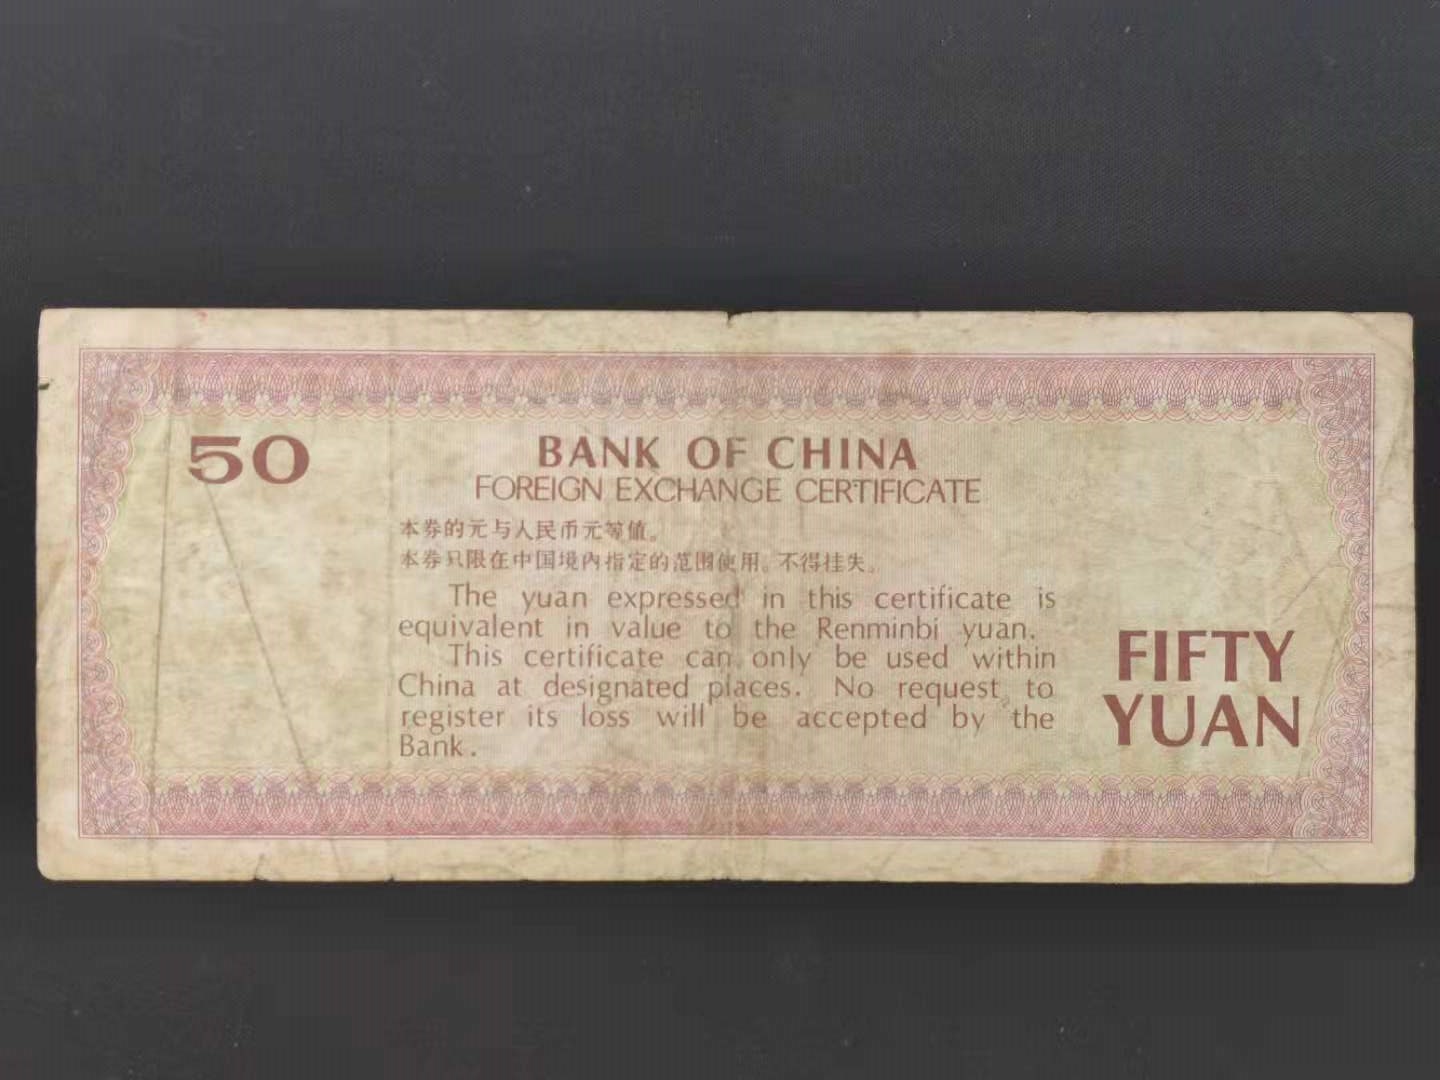 50
BANK OF CHINA
FOREIGN EXCHANGE CERTIFICATE
本券的元与人民币元等值。
本券只限在中国境内指定的范围使用。不得挂失。
The yuan expressed in this certificate is
equivalent in value to the Renminbi yuan.
This certificate can only be used within
China at designated places. No request to
register its loss will be accepted by the
Bank.
FIFTY
YUAN